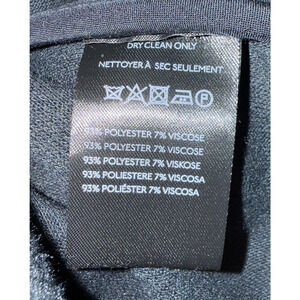 DRY CLEAN ONLY
NETTOYER À SEC SEULEMENT
P
93% POLYESTER 7% VISCOSE
93% POLYESTER 7% VISCOSE
93% POLYESTER 7% VISKOSE
93% POLIESTERE 7% VISCOSA
93% POLIÉSTER 7% VISCOSA